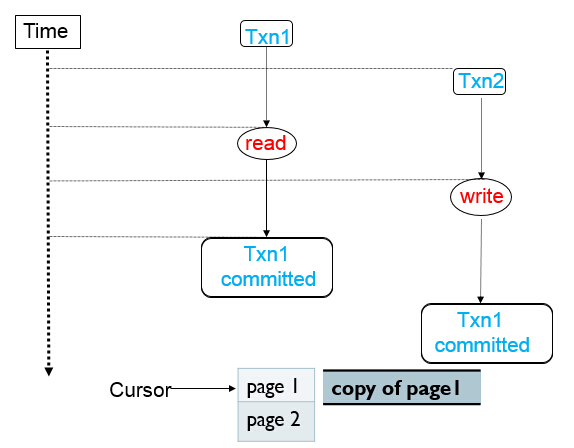 Time
Txn1
Txn2
read
write
Txn1
committed
Txn1
committed
Cursor
page 1
copy of page1
page 2